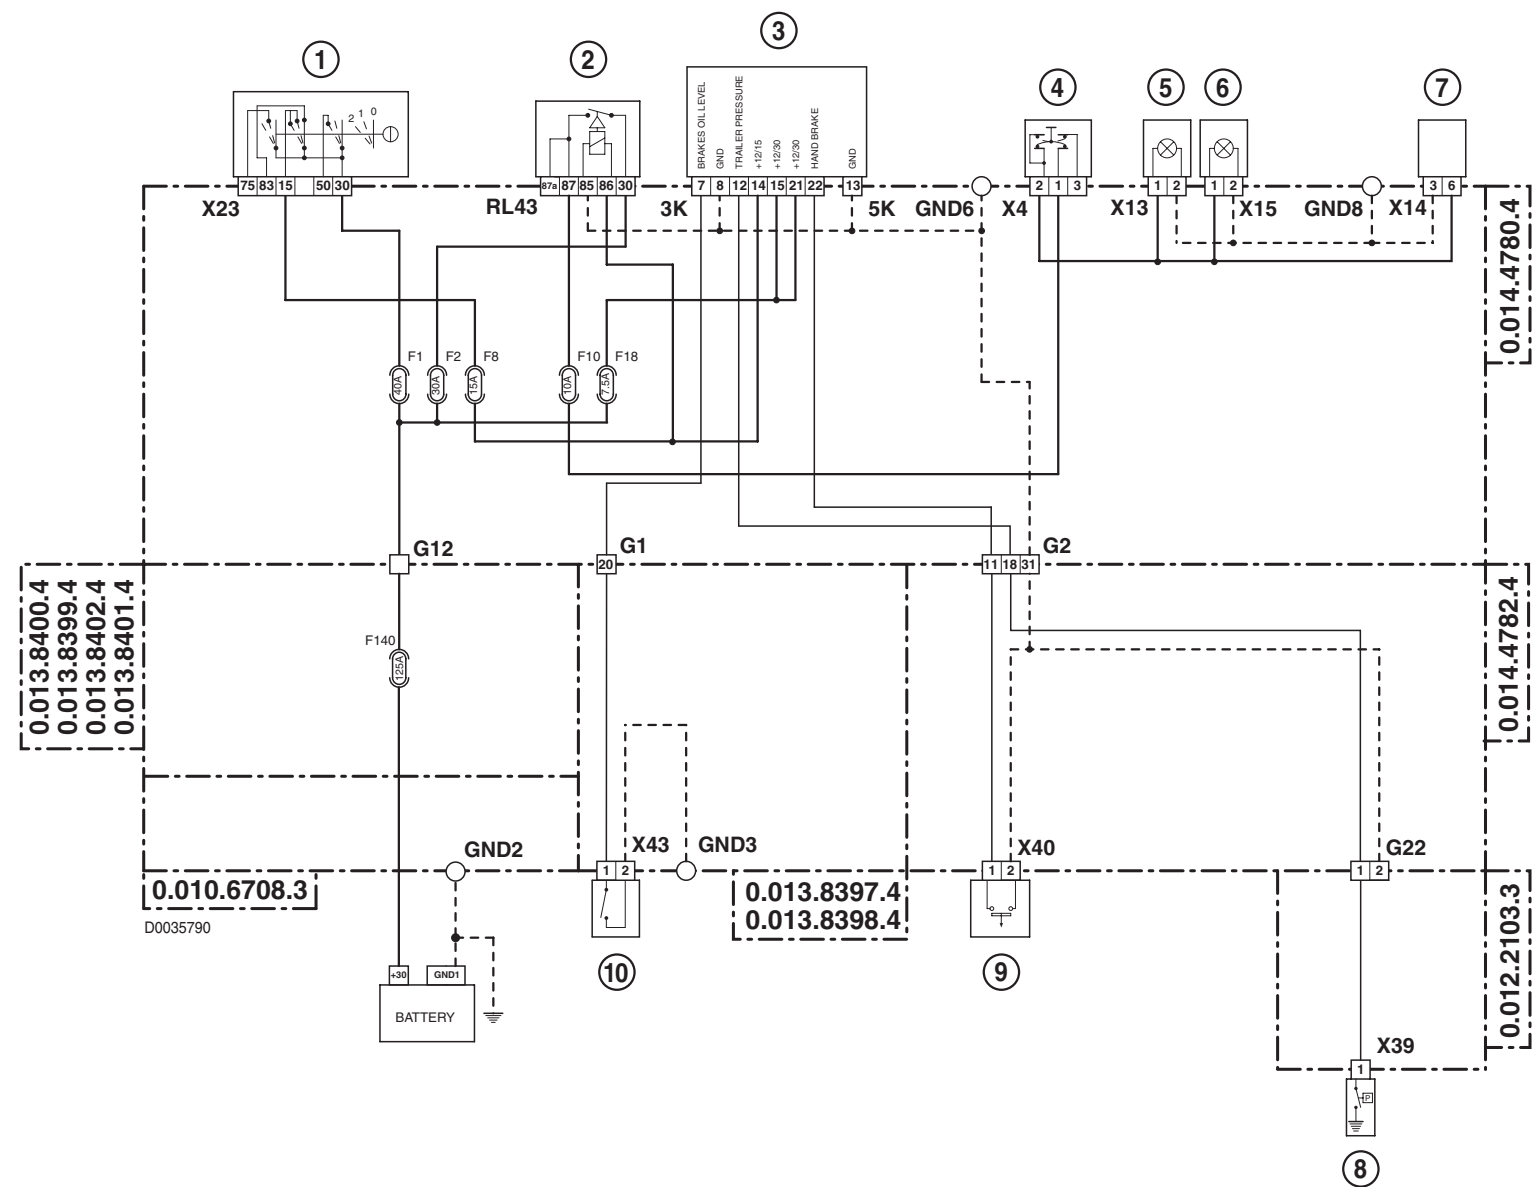 1
2
3
4
5
6
7
2 1 0
BRAKES OIL LEVEL
GND
TRAILER PRESSURE
+12/15
+12/30
+12/30
HAND BRAKE
GND
75 83 15 50 30
87a 87 85 86 30
7 8 12 14 15 21 22 13
2 1 3
1 2
1 2
3 6
X23
RL43
3K
5K
GND6
X4
X13
X15
GND8
X14
0.014.4780.4
F1
F2
F8
F10
F18
40A
30A
15A
10A
7.5A
G12
G1
G2
20
11 18 31
0.013.8400.4
0.013.8399.4
0.013.8402.4
0.013.8401.4
F140
125A
0.014.4782.4
GND2
X43
GND3
X40
G22
1 2
1 2
1 2
0.010.6708.3
D0035790
0.013.8397.4
0.013.8398.4
0.012.2103.3
+30
GND1
BATTERY
10
9
X39
1
P
8